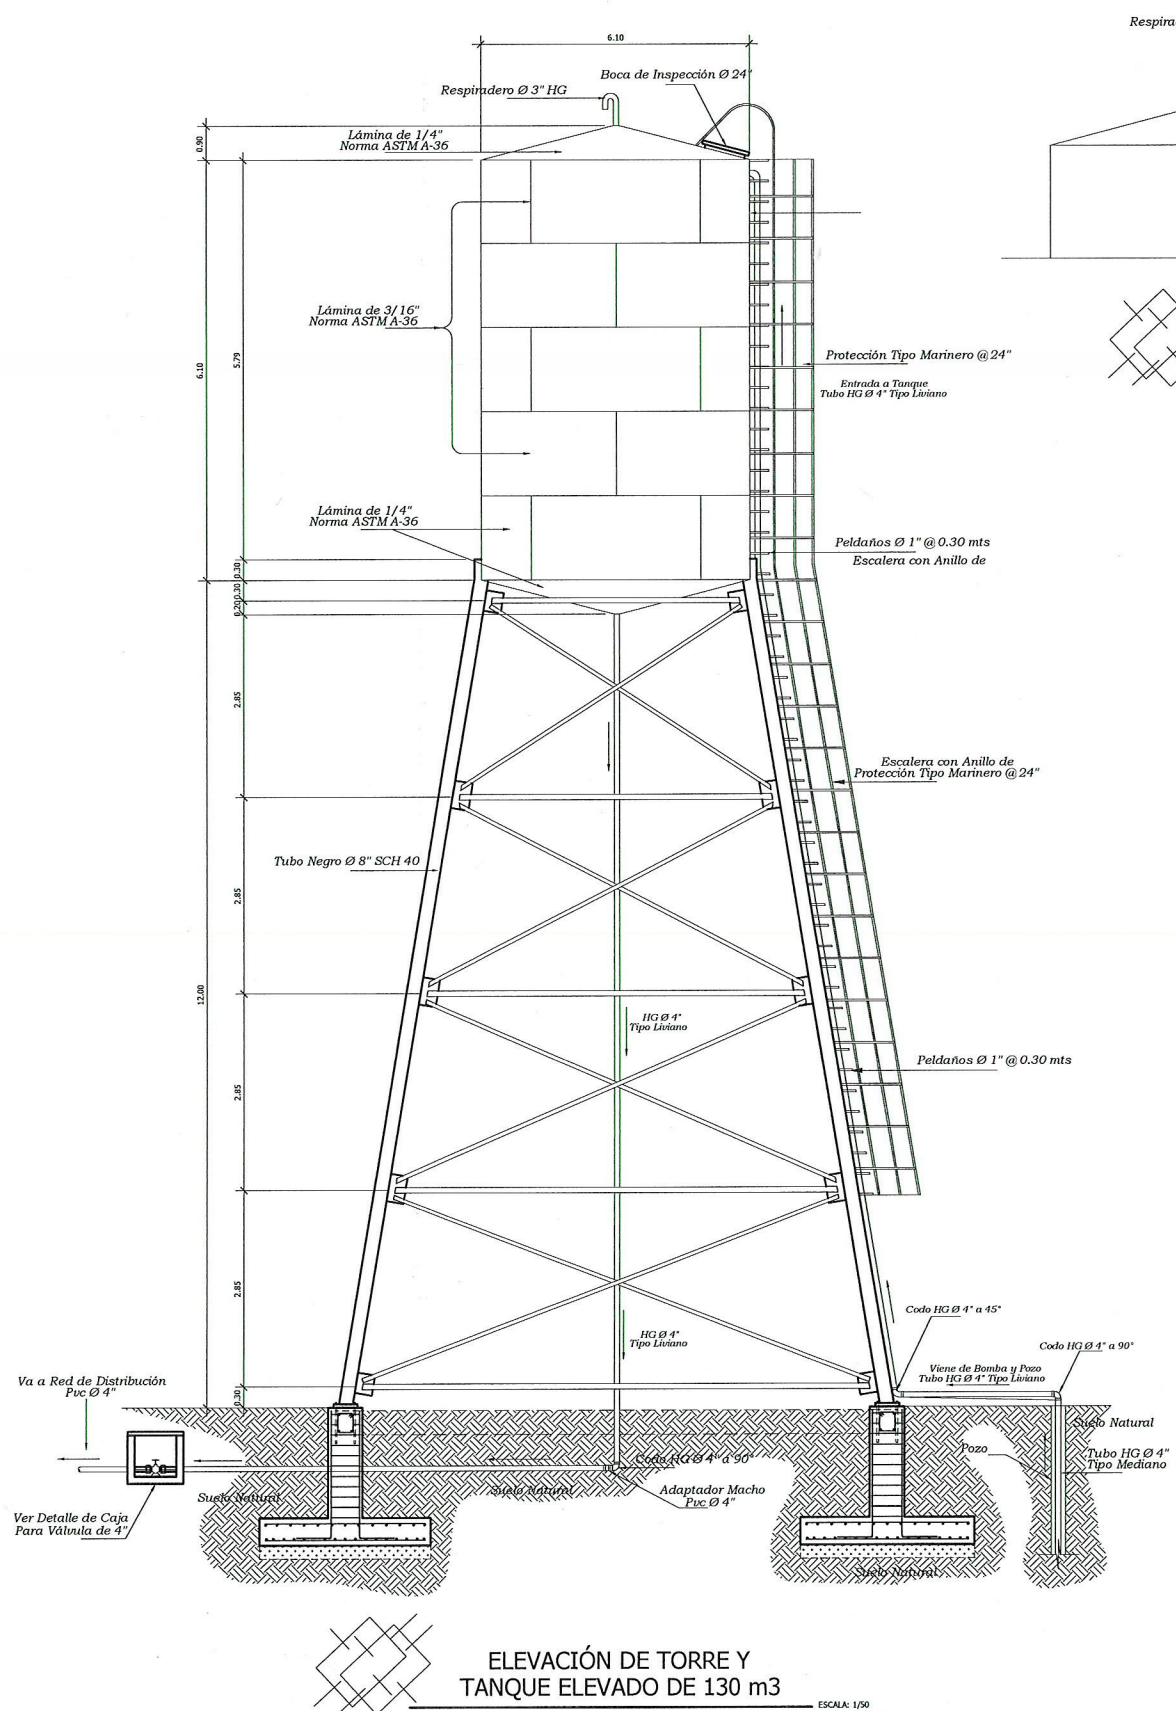 Respira
6.10
Boca de Inspección Ø 24"
Respiradero Ø 3" HG
0.90
Lámina de 1/4"
Norma ASTM A-36
6.10
5.79
Lámina de 3/16"
Norma ASTM A-36
Protección Tipo Marinero @ 24"
Entrada a Tanque
Tubo HG Ø 4" Tipo Liviano
Lámina de 1/4"
Norma ASTM A-36
Peldaños Ø 1" @ 0.30 mts
Escalera con Anillo de
0.30
0.30
0.20
2.85
Escalera con Anillo de
Protección Tipo Marinero @ 24"
Tubo Negro Ø 8" SCH 40
2.85
12.00
HG Ø 4"
Tipo Liviano
Peldaños Ø 1" @ 0.30 mts
2.85
2.85
Codo HG Ø 4" a 45°
HG Ø 4"
Tipo Liviano
Codo HG Ø 4" a 90°
Viene de Bomba y Pozo
Tubo HG Ø 4" Tipo Liviano
Va a Red de Distribución
Pvc Ø 4"
0.30
Suelo Natural
Pozo
Tubo HG Ø 4"
Tipo Mediano
Codo HG Ø 4" a 90°
Adaptador Macho
Pvc Ø 4"
Suelo Natural
Suelo Natural
Ver Detalle de Caja
Para Válvula de 4"
Suelo Natural
ELEVACIÓN DE TORRE Y
TANQUE ELEVADO DE 130 m3
ESCALA: 1/50